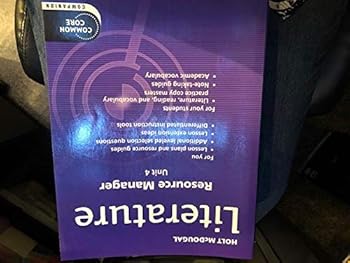 HOLT McDOUGAL
Literature
Resource Manager
Unit 4
For you
• Lesson plans and resource guides
• Additional leveled selection questions
• Lesson extension ideas
• Differentiated instruction tools
For your students
• Literature, reading, and vocabulary
practice copy masters
• Note-taking guides
• Academic vocabulary
COMMON
CORE
COMPANION